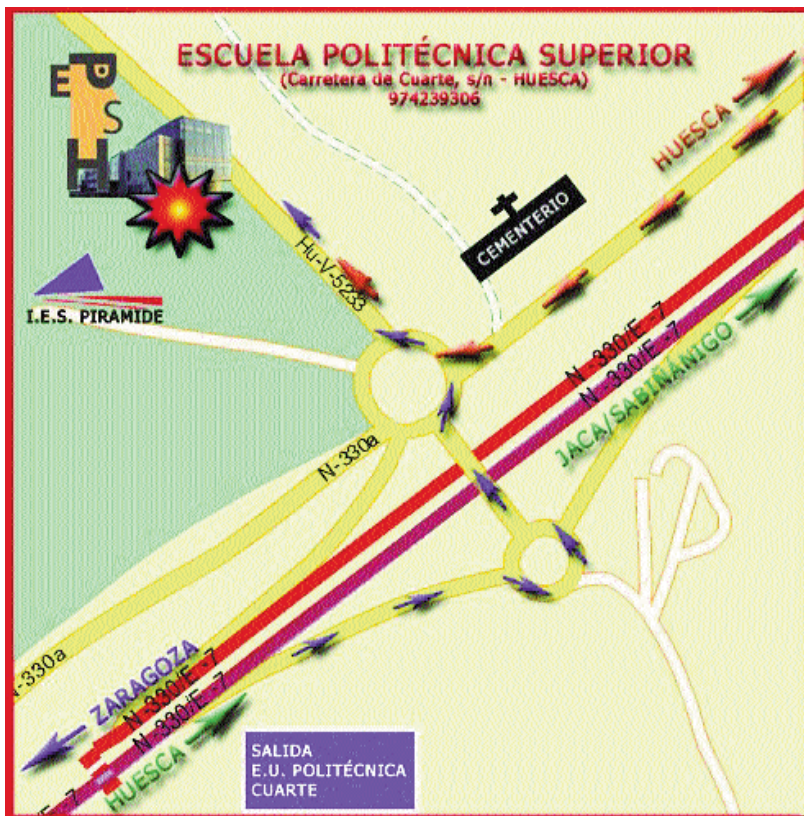 ESCUELA POLITÉCNICA SUPERIOR
(Carretera de Cuarte, s/n - HUESCA)
974239306
E P S H
HUESCA
CEMENTERIO
Hu-V-5233
I.E.S. PIRAMIDE
N-330/E-7
N-330/E-7
JACA/SABIÑÁNIGO
N-330a
N-330a
ZARAGOZA
N-330/E-7
N-330/E-7
HUESCA
SALIDA
E.U. POLITÉCNICA
CUARTE